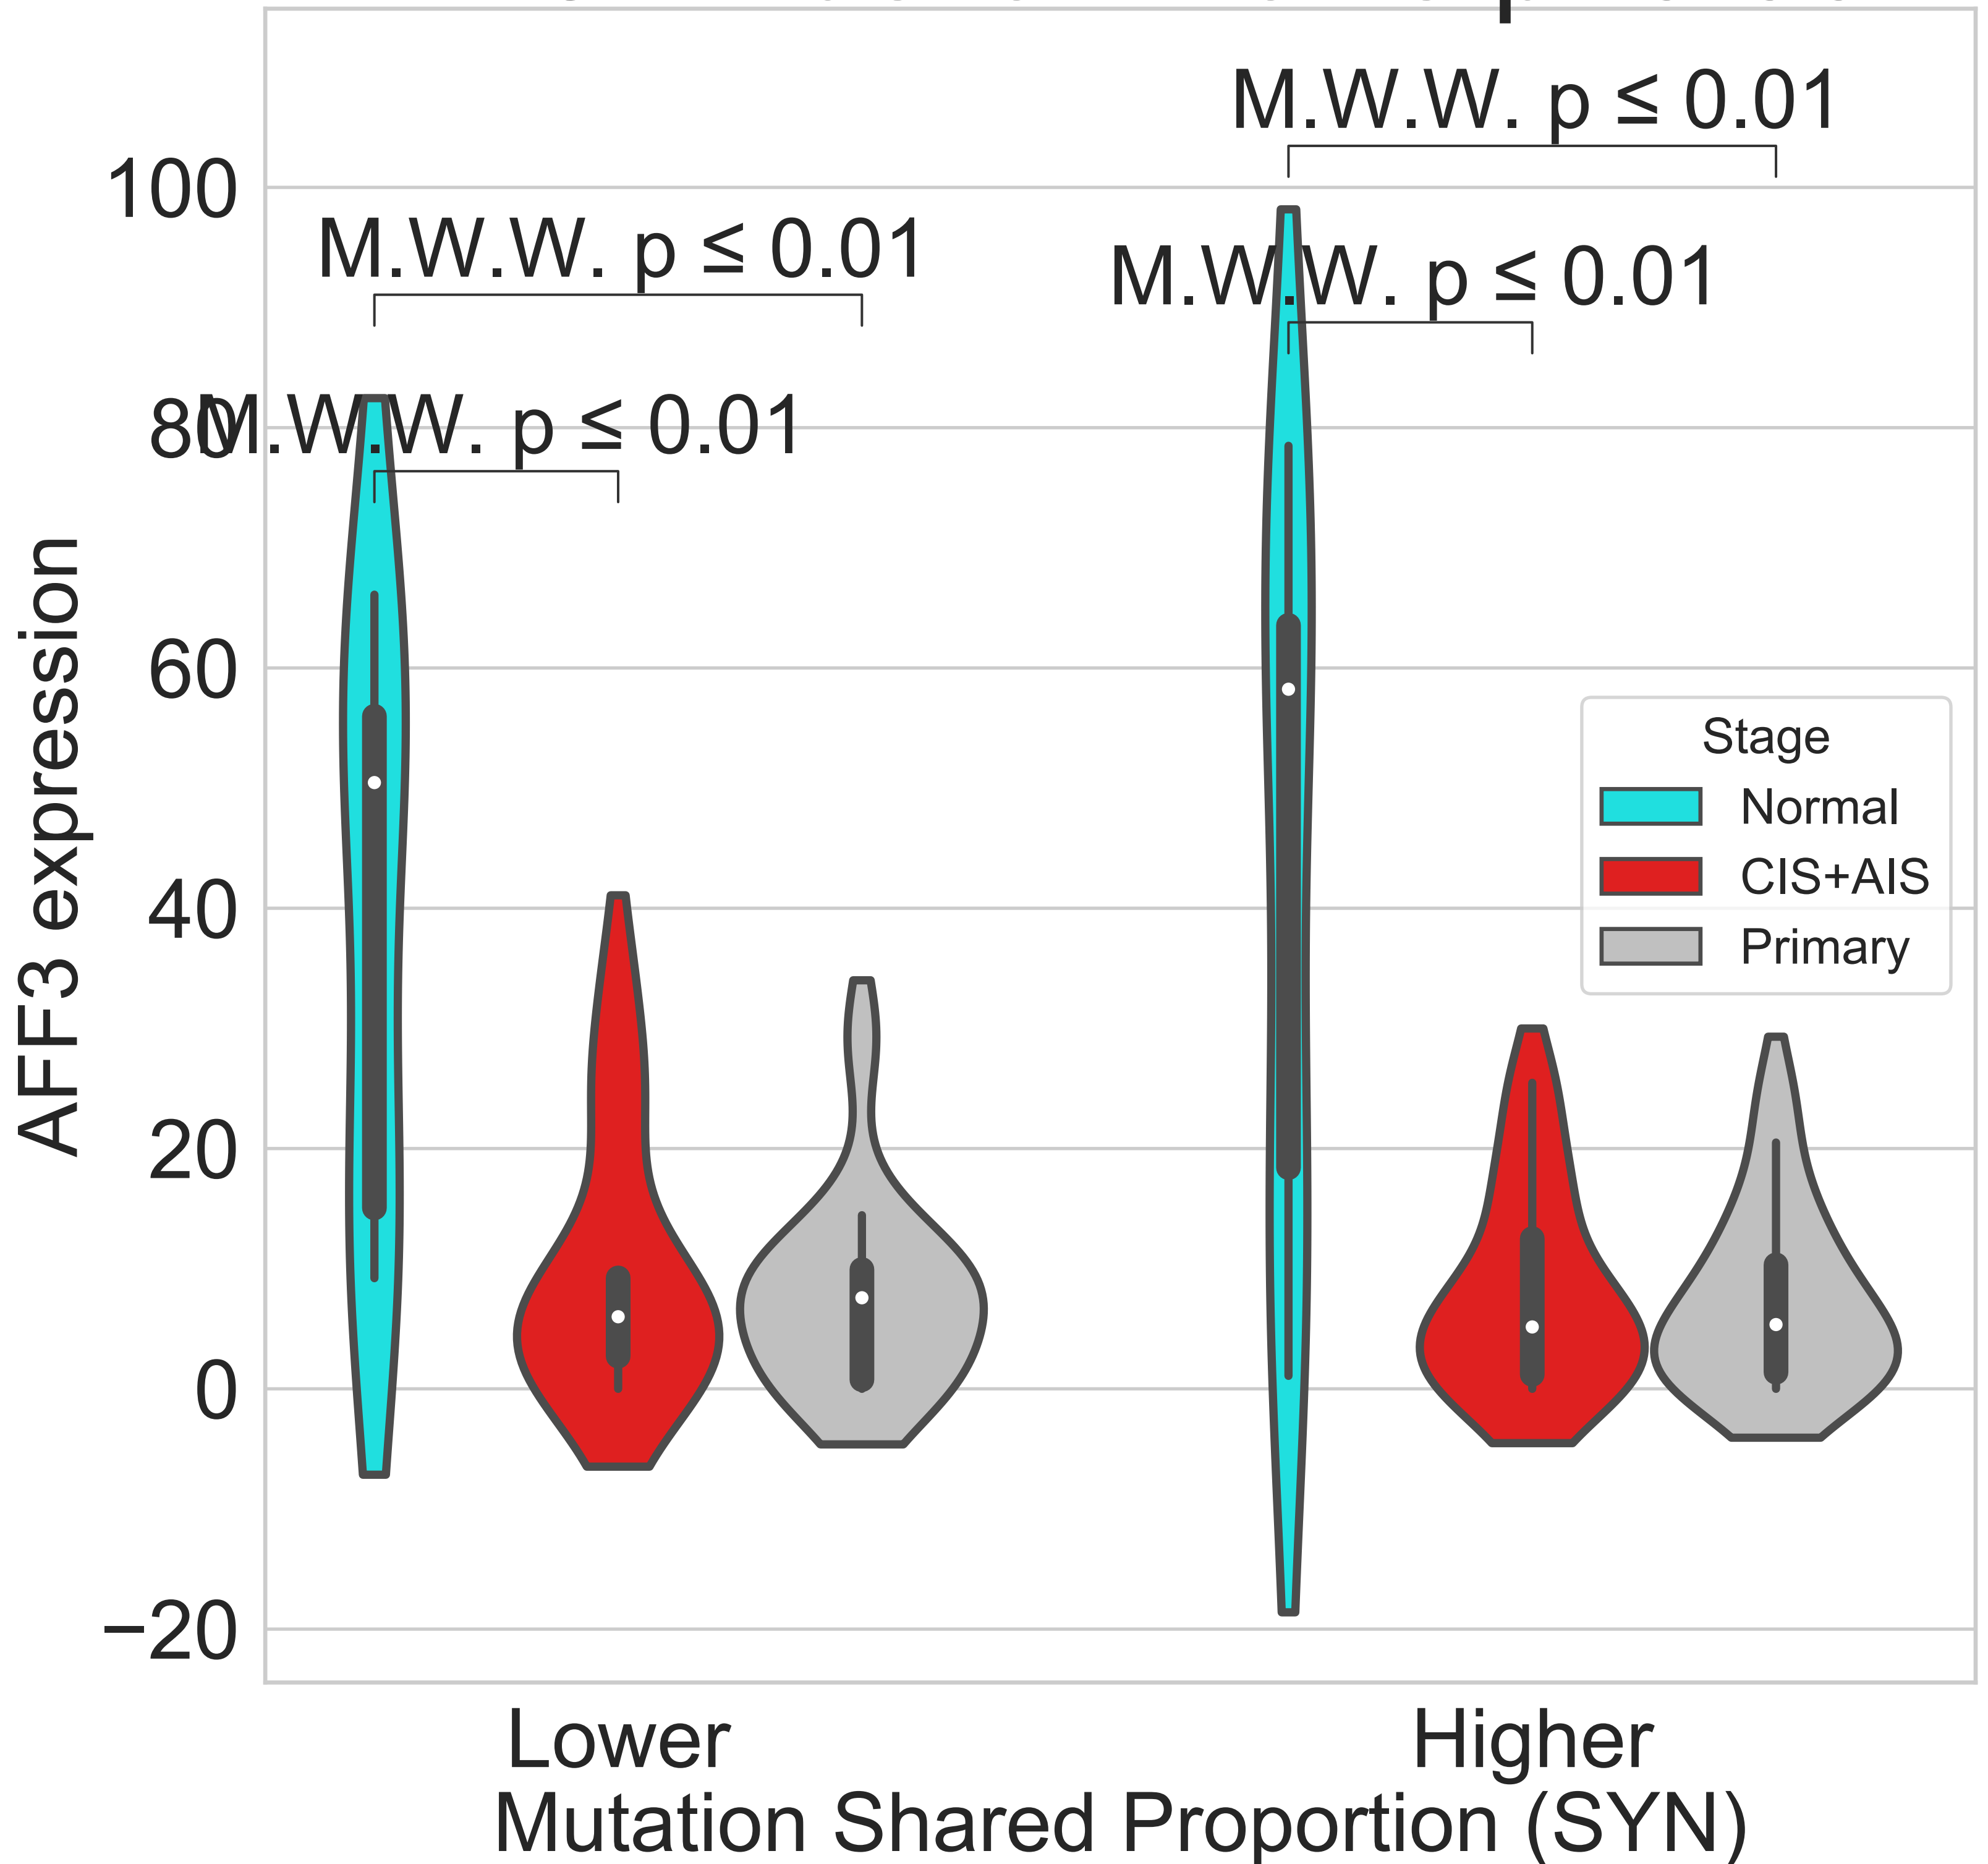 M.W.W. p ≤ 0.01
100
M.W.W. p ≤ 0.01
M.W.W. p ≤ 0.01
80
M.W.W. p ≤ 0.01
60
40
20
0
−20
AFF3 expression
Stage
Normal
CIS+AIS
Primary
Lower
Higher
Mutation Shared Proportion (SYN)